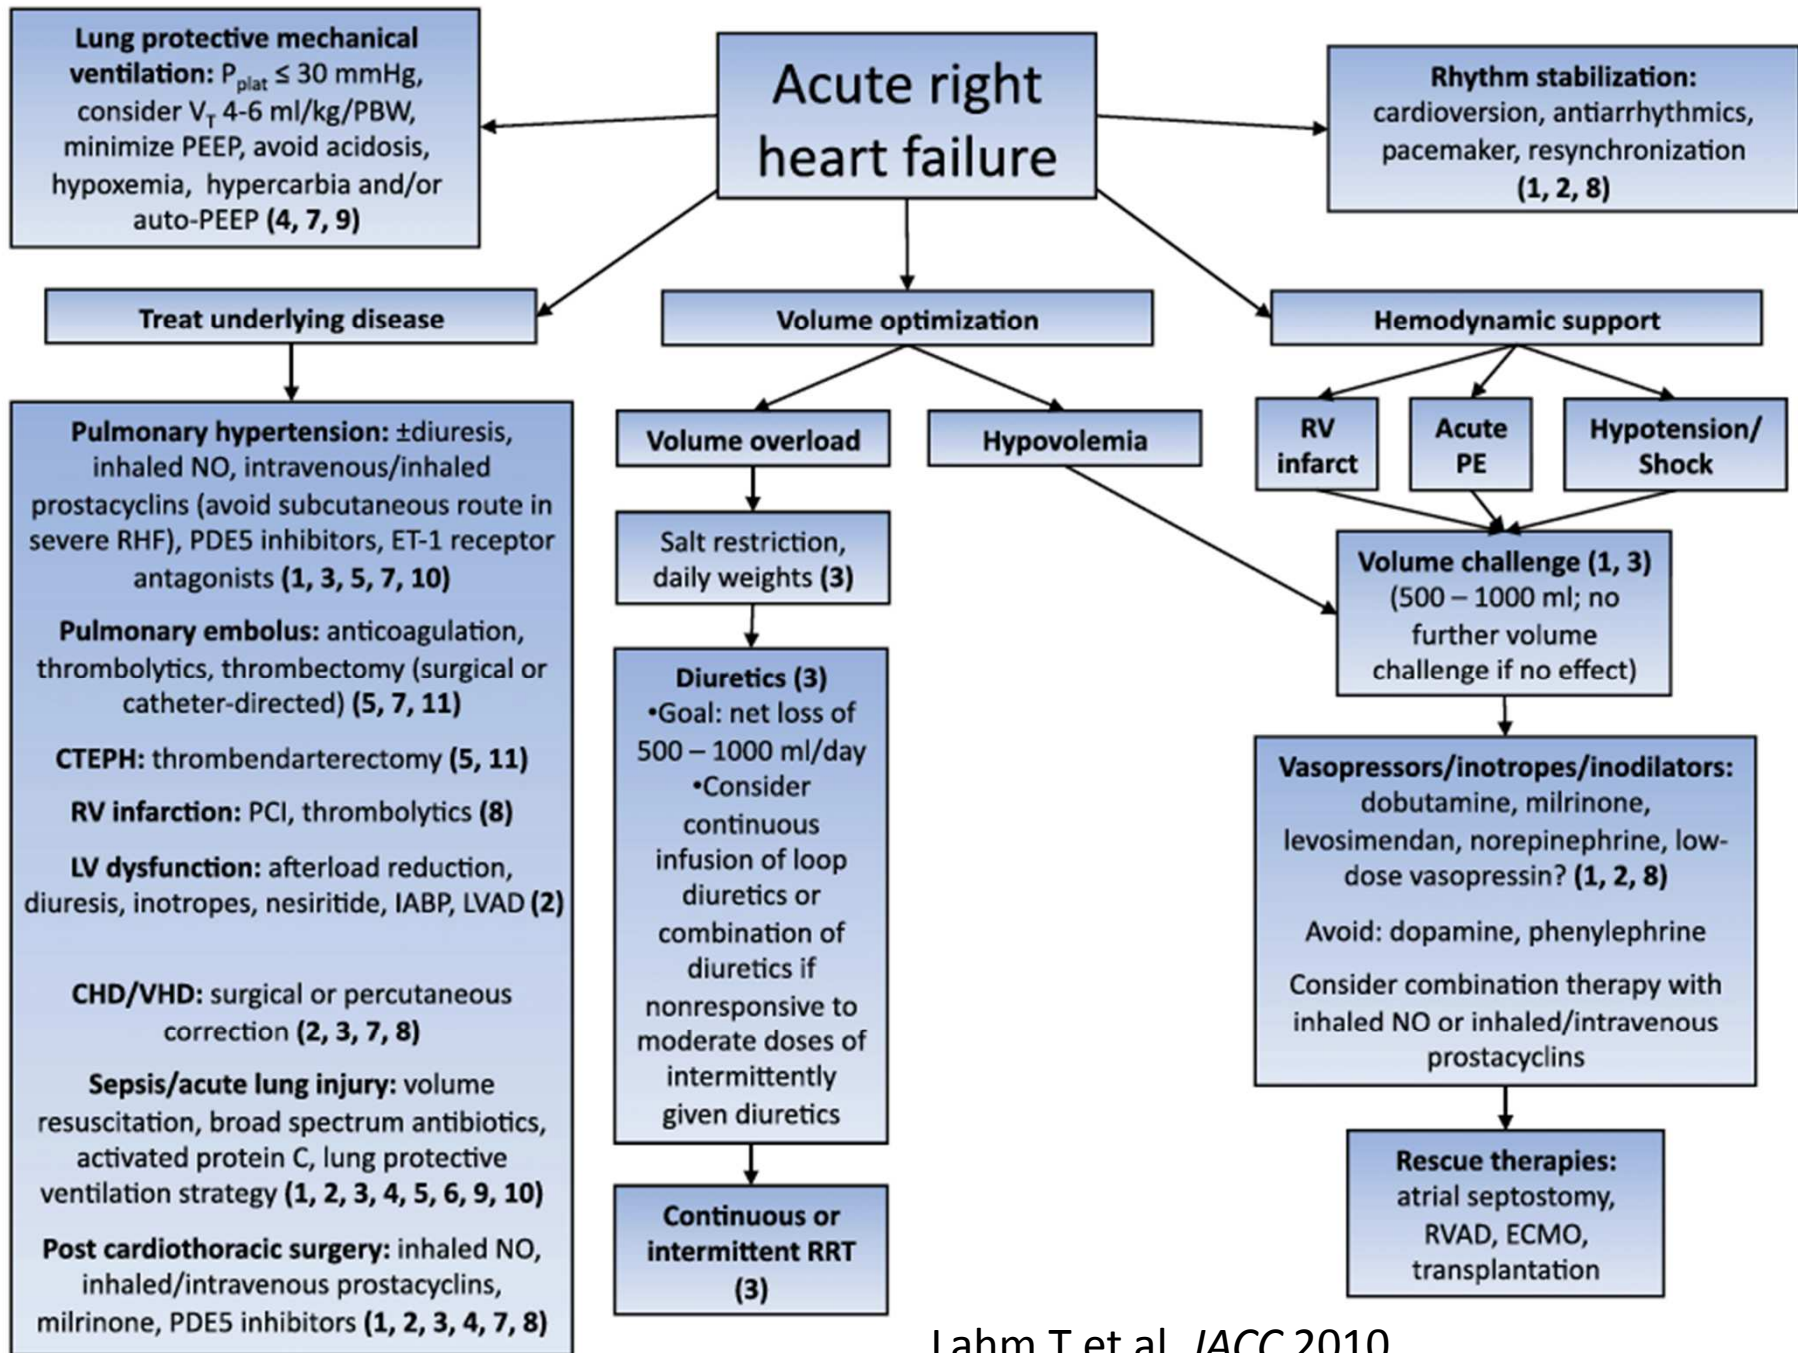 Lung protective mechanical
ventilation: Pplat ≤ 30 mmHg,
consider VT 4-6 ml/kg/PBW,
minimize PEEP, avoid acidosis,
hypoxemia, hypercarbia and/or
auto-PEEP (4, 7, 9)
Acute right
heart failure
Rhythm stabilization:
cardioversion, antiarrhythmics,
pacemaker, resynchronization
(1, 2, 8)
Treat underlying disease
Pulmonary hypertension: ±diuresis,
inhaled NO, intravenous/inhaled
prostacyclins (avoid subcutaneous route in
severe RHF), PDE5 inhibitors, ET-1 receptor
antagonists (1, 3, 5, 7, 10)
Pulmonary embolus: anticoagulation,
thrombolytics, thrombectomy (surgical or
catheter-directed) (5, 7, 11)
CTEPH: thrombendarterectomy (5, 11)
RV infarction: PCI, thrombolytics (8)
LV dysfunction: afterload reduction,
diuresis, inotropes, nesiritide, IABP, LVAD (2)
CHD/VHD: surgical or percutaneous
correction (2, 3, 7, 8)
Sepsis/acute lung injury: volume
resuscitation, broad spectrum antibiotics,
activated protein C, lung protective
ventilation strategy (1, 2, 3, 4, 5, 6, 9, 10)
Post cardiothoracic surgery: inhaled NO,
inhaled/intravenous prostacyclins,
milrinone, PDE5 inhibitors (1, 2, 3, 4, 7, 8)
Volume optimization
Volume overload
Hypovolemia
Salt restriction,
daily weights (3)
Diuretics (3)
•Goal: net loss of
500 – 1000 ml/day
•Consider
continuous
infusion of loop
diuretics or
combination of
diuretics if
nonresponsive to
moderate doses of
intermittently
given diuretics
Continuous or
intermittent RRT
(3)
Hemodynamic support
RV
infarct
Acute
PE
Hypotension/
Shock
Volume challenge (1, 3)
(500 – 1000 ml; no
further volume
challenge if no effect)
Vasopressors/inotropes/inodilators:
dobutamine, milrinone,
levosimendan, norepinephrine, low-
dose vasopressin? (1, 2, 8)
Avoid: dopamine, phenylephrine
Consider combination therapy with
inhaled NO or inhaled/intravenous
prostacyclins
Rescue therapies:
atrial septostomy,
RVAD, ECMO,
transplantation
Lahm T et al. JACC 2010